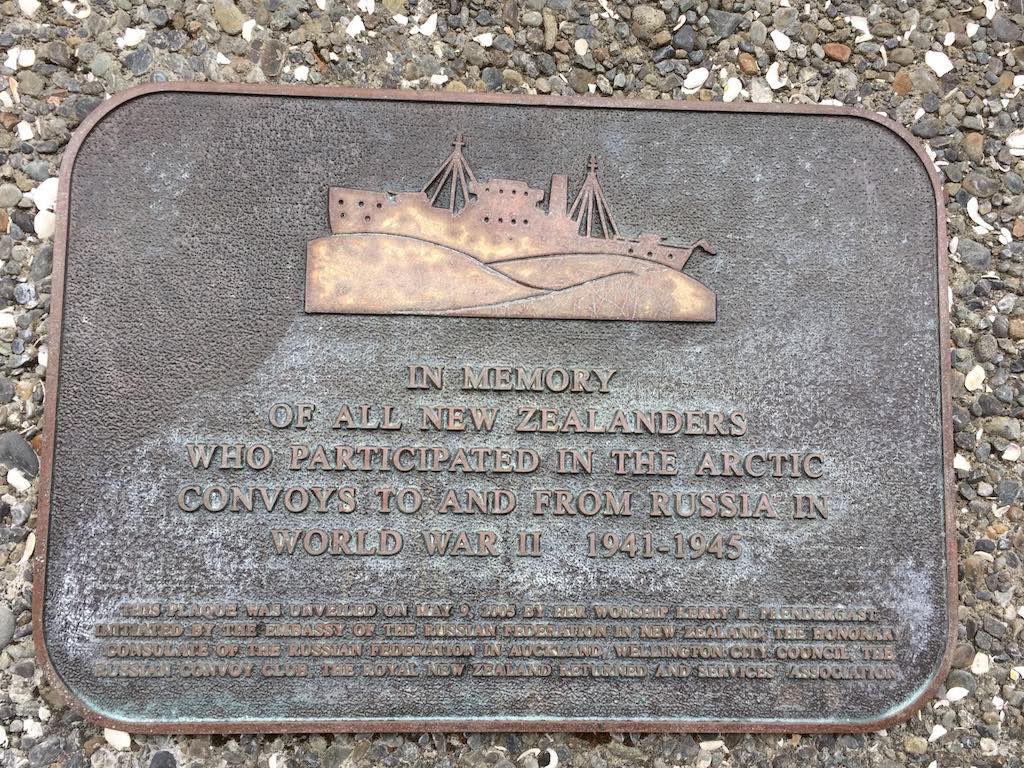 IN MEMORY
OF ALL NEW ZEALANDERS
WHO PARTICIPATED IN THE ARCTIC
CONVOYS TO AND FROM RUSSIA IN
WORLD WAR II 1941-1945
THIS PLAQUE WAS UNVEILED ON MAY 9, 2005 BY HER WORSHIP KERRY L. PRENDERGAST
INITIATED BY THE EMBASSY OF THE RUSSIAN FEDERATION IN NEW ZEALAND, THE HONORARY
CONSULATE OF THE RUSSIAN FEDERATION IN AUCKLAND, WELLINGTON CITY COUNCIL, THE
RUSSIAN CONVOY CLUB, THE ROYAL NEW ZEALAND RETURNED AND SERVICES ASSOCIATION